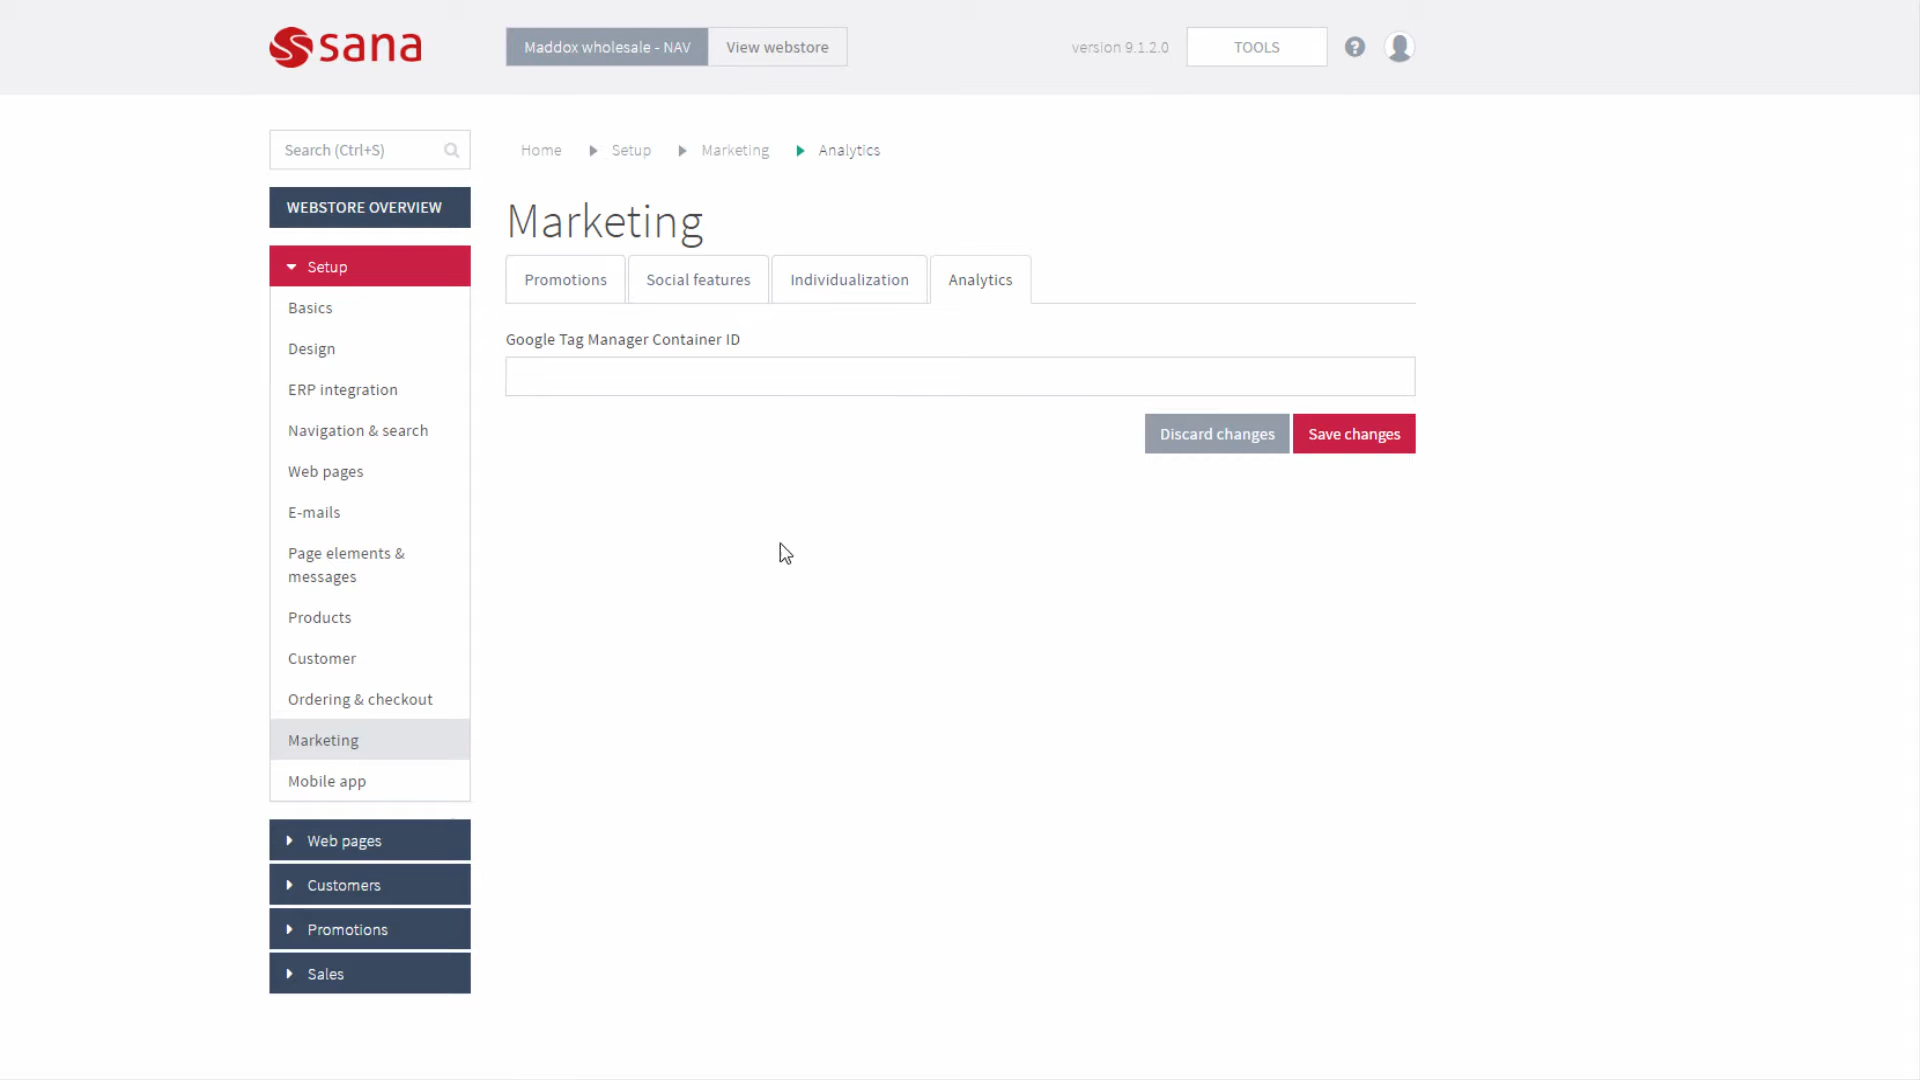 sana
Maddox wholesale - NAV
View webstore
version 9.1.2.0
TOOLS
?
Search (Ctrl+S)
Home
Setup
Marketing
Analytics
WEBSTORE OVERVIEW
Setup
Basics
Design
ERP integration
Navigation & search
Web pages
E-mails
Page elements &
messages
Products
Customer
Ordering & checkout
Marketing
Mobile app
Web pages
Customers
Promotions
Sales
Marketing
Promotions
Social features
Individualization
Analytics
Google Tag Manager Container ID
Discard changes
Save changes